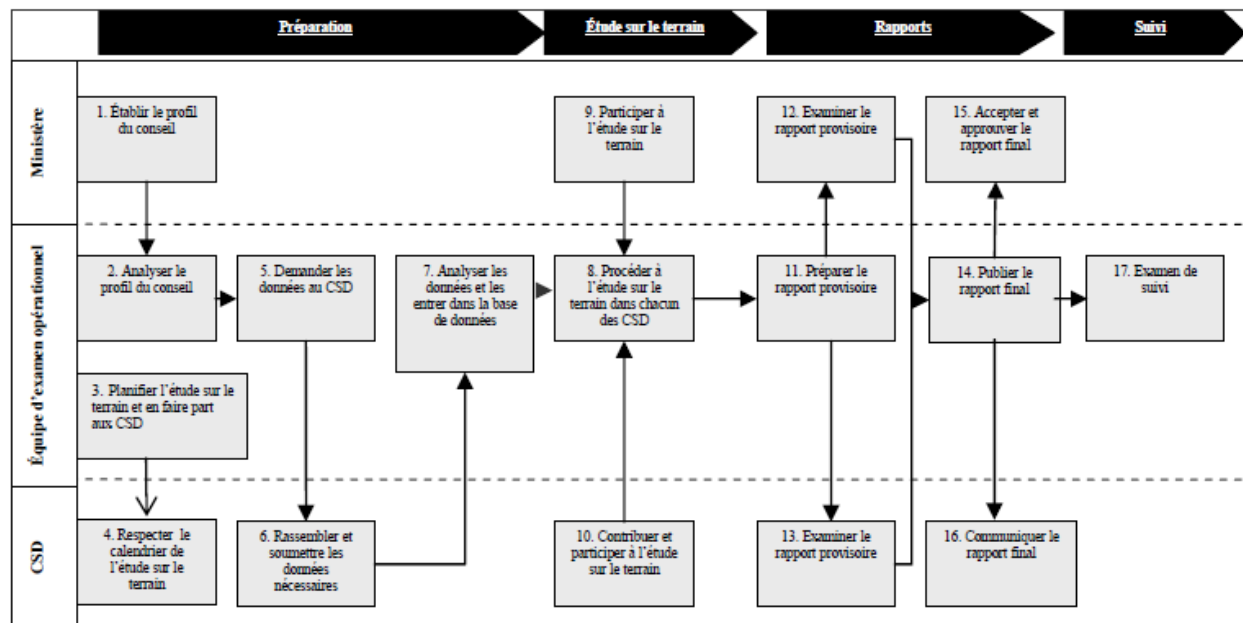 Préparation
Étude sur le terrain
Rapports
Suivi
Ministère
1. Établir le profil
du conseil
9. Participer à
l'étude sur le
terrain
12. Examiner le
rapport provisoire
15. Accepter et
approuver le
rapport final
Équipe d'examen opérationnel
2. Analyser le
profil du conseil
5. Demander les
données au CSD
7. Analyser les
données et les
entrer dans la base
de données
8. Procéder à
l'étude sur le
terrain dans chacun
des CSD
11. Préparer le
rapport provisoire
14. Publier le
rapport final
17. Examen de
suivi
3. Planifier l'étude sur le
terrain et en faire part
aux CSD
CSD
4. Respecter le
calendrier de
l'étude sur le
terrain
6. Rassembler et
soumettre les
données
nécessaires
10. Contribuer et
participer à l'étude
sur le terrain
13. Examiner le
rapport provisoire
16. Communiquer le
rapport final